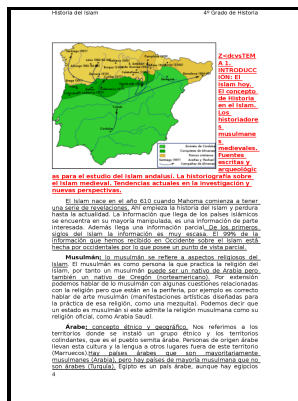 Historia del Islam 4º Grado de Historia
Z<dcvsTEM
A 1.
INTRODUCC
IÓN: El
Islam hoy.
El concepto
de Historia
en el Islam.
Los
historiadore
s
musulmane
s
medievales.
Fuentes
escritas y
arqueológic
as para el estudio del Islam andalusí. La historiografía sobre
el Islam medieval. Tendencias actuales en la investigación y
nuevas perspectivas.
El Islam nace en el año 610 cuando Mahoma comienza a tener
una serie de revelaciones. Ahí empieza la historia del Islam y perdura
hasta la actualidad. La información que llega de los países islámicos
se encuentra en su mayoría manipulada, es una información de parte
interesada. Además llega una información parcial. De los primeros
siglos del Islam la información es muy escasa. El 99% de la
información que hemos recibido en Occidente sobre el Islam está
hecha por occidentales por lo que posee un punto de vista parcial.
Musulmán: lo musulmán se refiere a aspectos religiosos del
Islam. El musulmán es como persona la que practica la religión del
Islam, por tanto un musulmán puede ser un nativo de Arabia pero
también un nativo de Oregón (norteamericano). Por extensión
podemos hablar de lo musulmán con algunas cuestiones relacionadas
con la religión pero que están en la periferia, por ejemplo es correcto
hablar de arte musulmán (manifestaciones artísticas diseñadas para
la práctica de esa religión, como una mezquita). Podemos decir que
un estado es musulmán si este admite la religión musulmana como su
religión oficial, como Arabia Saudí.
Árabe: concepto étnico y geográfico. Nos referimos a los
territorios donde se instaló un grupo étnico y los territorios
colindantes, que es el pueblo semita árabe. Personas de origen árabe
llevan esta cultura y la lengua a otros lugares fuera de este territorio
(Marruecos).Hay países árabes que son mayoritariamente
musulmanes (Arabia), pero hay países de mayoría musulmana que no
son árabes (Turquía). Egipto es un país árabe, aunque hay egipcios
4